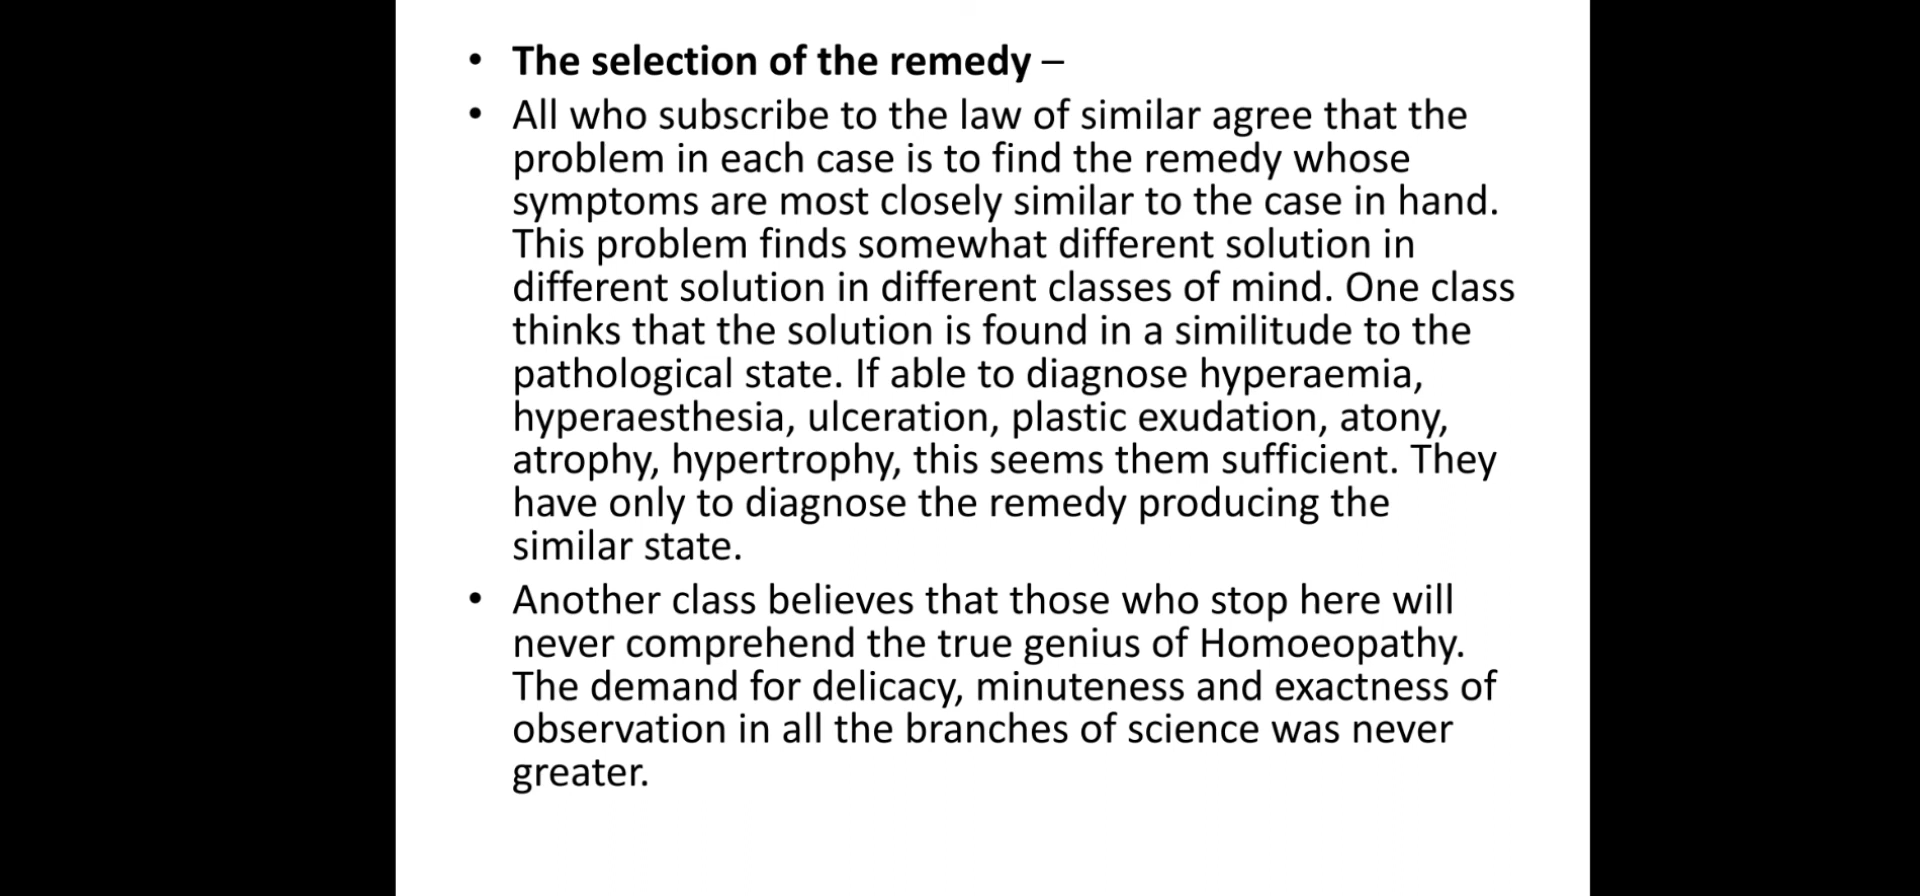 • The selection of the remedy –
• All who subscribe to the law of similar agree that the
problem in each case is to find the remedy whose
symptoms are most closely similar to the case in hand.
This problem finds somewhat different solution in
different solution in different classes of mind. One class
thinks that the solution is found in a similitude to the
pathological state. If able to diagnose hyperaemia,
hyperaesthesia, ulceration, plastic exudation, atony,
atrophy, hypertrophy, this seems them sufficient. They
have only to diagnose the remedy producing the
similar state.
• Another class believes that those who stop here will
never comprehend the true genius of Homoeopathy.
The demand for delicacy, minuteness and exactness of
observation in all the branches of science was never
greater.